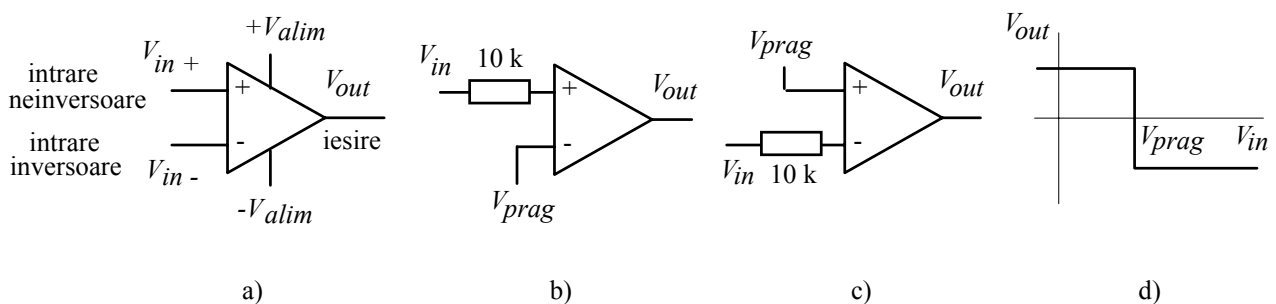 +Valim
Vin +
intrare
neinversoare
+
Vout
iesire
intrare
inversoare
-
Vin -
-Valim
a)
Vin
10 k
+
-
Vout
Vprag
b)
Vprag
+
-
Vout
Vin
10 k
c)
Vout
Vprag
Vin
d)